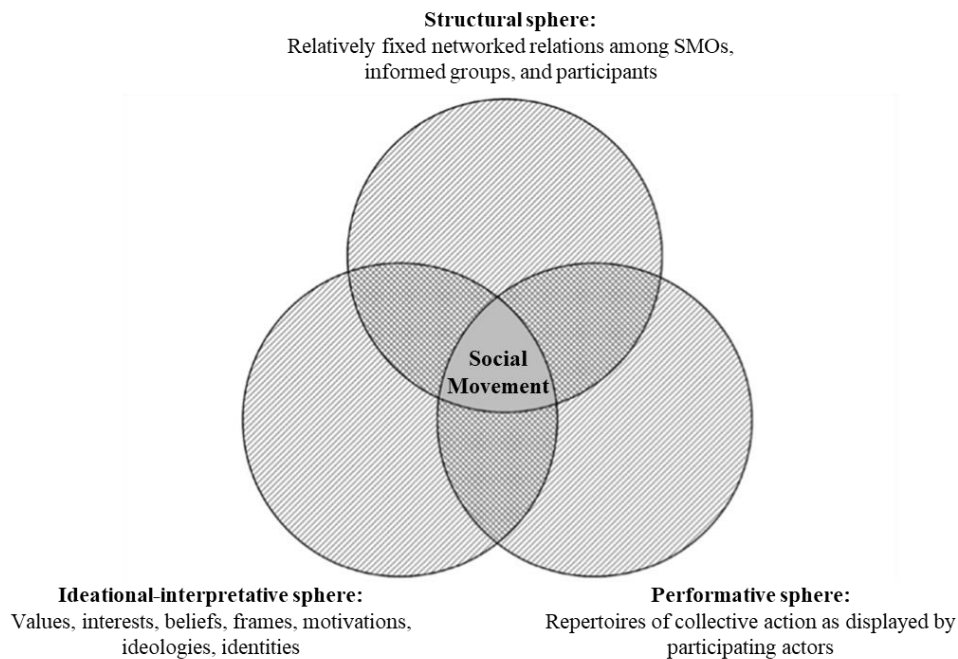 Structural sphere:
Relatively fixed networked relations among SMOs,
informed groups, and participants
Social
Movement
Ideational-interpretative sphere:
Values, interests, beliefs, frames, motivations,
ideologies, identities
Performative sphere:
Repertoires of collective action as displayed by
participating actors